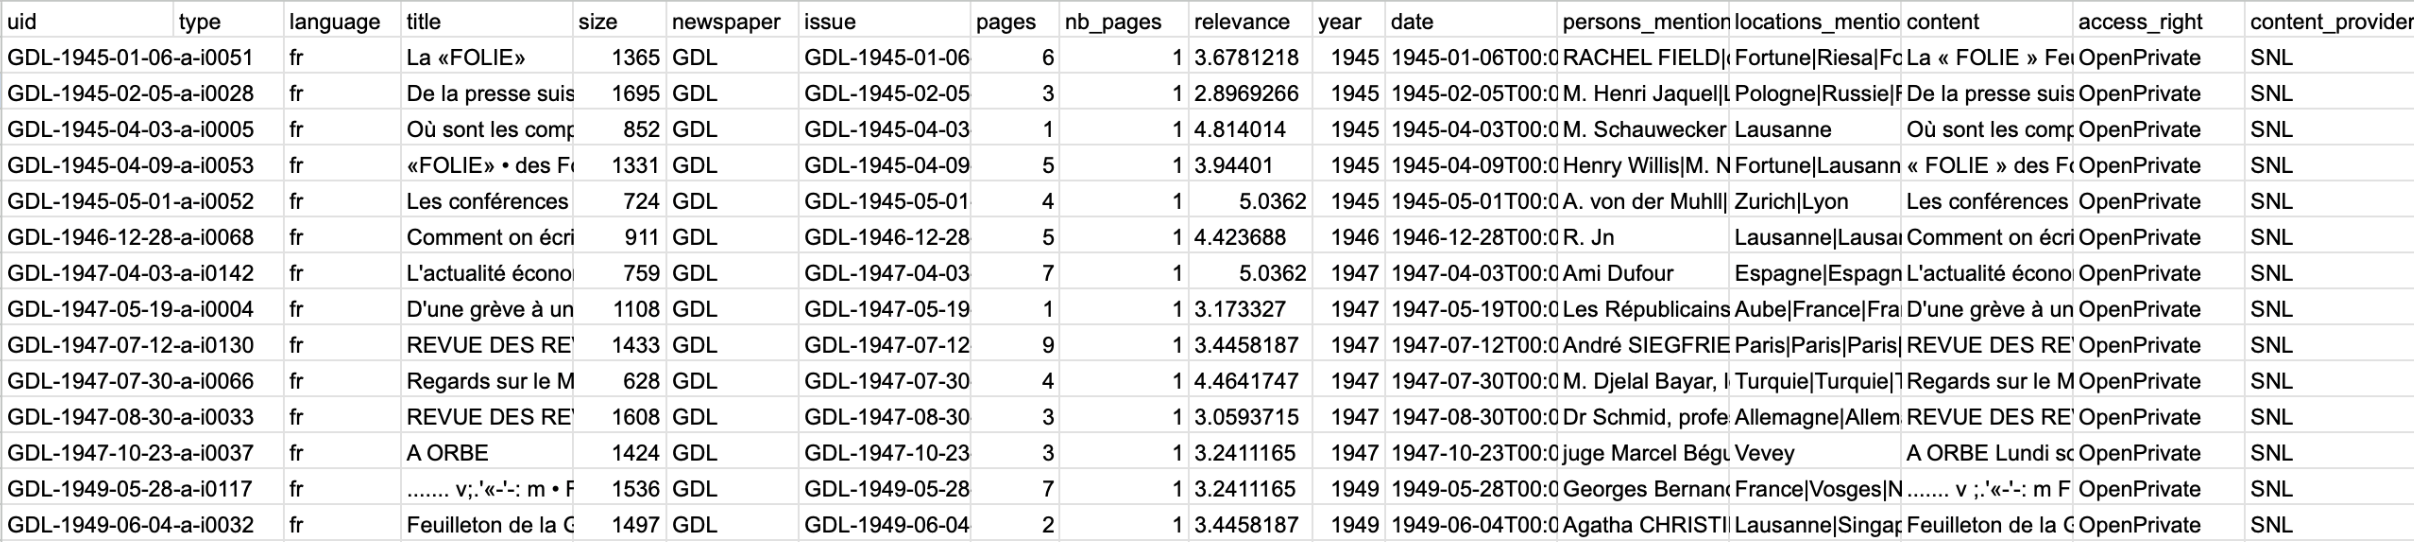 uid type language title size newspaper issue pages nb_pages relevance year date persons_mention locations_mentio content access_right content_provider
GDL-1945-01-06-a-i0051 fr La «FOLIE» 1365 GDL GDL-1945-01-06 6 1 3.6781218 1945 1945-01-06T00:0 RACHEL FIELD| Fortune|Riesa|Fo La « FOLIE » Feu OpenPrivate SNL
GDL-1945-02-05-a-i0028 fr De la presse suis 1695 GDL GDL-1945-02-05 3 1 2.8969266 1945 1945-02-05T00:0 M. Henri Jaquel|L Pologne|Russie|F De la presse suis OpenPrivate SNL
GDL-1945-04-03-a-i0005 fr Où sont les comp 852 GDL GDL-1945-04-03 1 1 4.814014 1945 1945-04-03T00:0 M. Schauwecker Lausanne Où sont les comp OpenPrivate SNL
GDL-1945-04-09-a-i0053 fr «FOLIE» • des Fo 1331 GDL GDL-1945-04-09 5 1 3.94401 1945 1945-04-09T00:0 Henry Willis|M. N Fortune|Lausann « FOLIE » des Fo OpenPrivate SNL
GDL-1945-05-01-a-i0052 fr Les conférences 724 GDL GDL-1945-05-01 4 1 5.0362 1945 1945-05-01T00:0 A. von der Muhll| Zurich|Lyon Les conférences OpenPrivate SNL
GDL-1946-12-28-a-i0068 fr Comment on écri 911 GDL GDL-1946-12-28 5 1 4.423688 1946 1946-12-28T00:0 R. Jn Lausanne|Lausan Comment on écri OpenPrivate SNL
GDL-1947-04-03-a-i0142 fr L'actualité écono 759 GDL GDL-1947-04-03 7 1 5.0362 1947 1947-04-03T00:0 Ami Dufour Espagne|Espagn L'actualité écono OpenPrivate SNL
GDL-1947-05-19-a-i0004 fr D'une grève à un 1108 GDL GDL-1947-05-19 1 1 3.173327 1947 1947-05-19T00:0 Les Républicains Aube|France|Fra D'une grève à un OpenPrivate SNL
GDL-1947-07-12-a-i0130 fr REVUE DES RE 1433 GDL GDL-1947-07-12 9 1 3.4458187 1947 1947-07-12T00:0 André SIEGFRIE Paris|Paris|Paris| REVUE DES RE OpenPrivate SNL
GDL-1947-07-30-a-i0066 fr Regards sur le M 628 GDL GDL-1947-07-30 4 1 4.4641747 1947 1947-07-30T00:0 M. Djelal Bayar, l Turquie|Turquie|T Regards sur le M OpenPrivate SNL
GDL-1947-08-30-a-i0033 fr REVUE DES RE 1608 GDL GDL-1947-08-30 3 1 3.0593715 1947 1947-08-30T00:0 Dr Schmid, profe Allemagne|Allem REVUE DES RE OpenPrivate SNL
GDL-1947-10-23-a-i0037 fr A ORBE 1424 GDL GDL-1947-10-23 3 1 3.2411165 1947 1947-10-23T00:0 juge Marcel Bégu Vevey A ORBE Lundi so OpenPrivate SNL
GDL-1949-05-28-a-i0117 fr ....... v;.'«-'-: m • F 1536 GDL GDL-1949-05-28 7 1 3.2411165 1949 1949-05-28T00:0 Georges Bernano France|Vosges|N ....... v ;.'«-'-: m F OpenPrivate SNL
GDL-1949-06-04-a-i0032 fr Feuilleton de la G 1497 GDL GDL-1949-06-04 2 1 3.4458187 1949 1949-06-04T00:0 Agatha CHRISTI Lausanne|Singap Feuilleton de la G OpenPrivate SNL